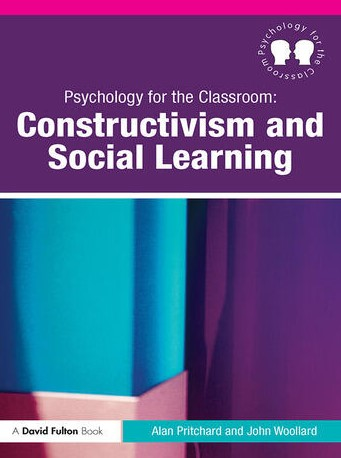 Psychology for the Classroom
Psychology for the Classroom:
Constructivism and
Social Learning
A David Fulton Book
Alan Pritchard and John Woollard